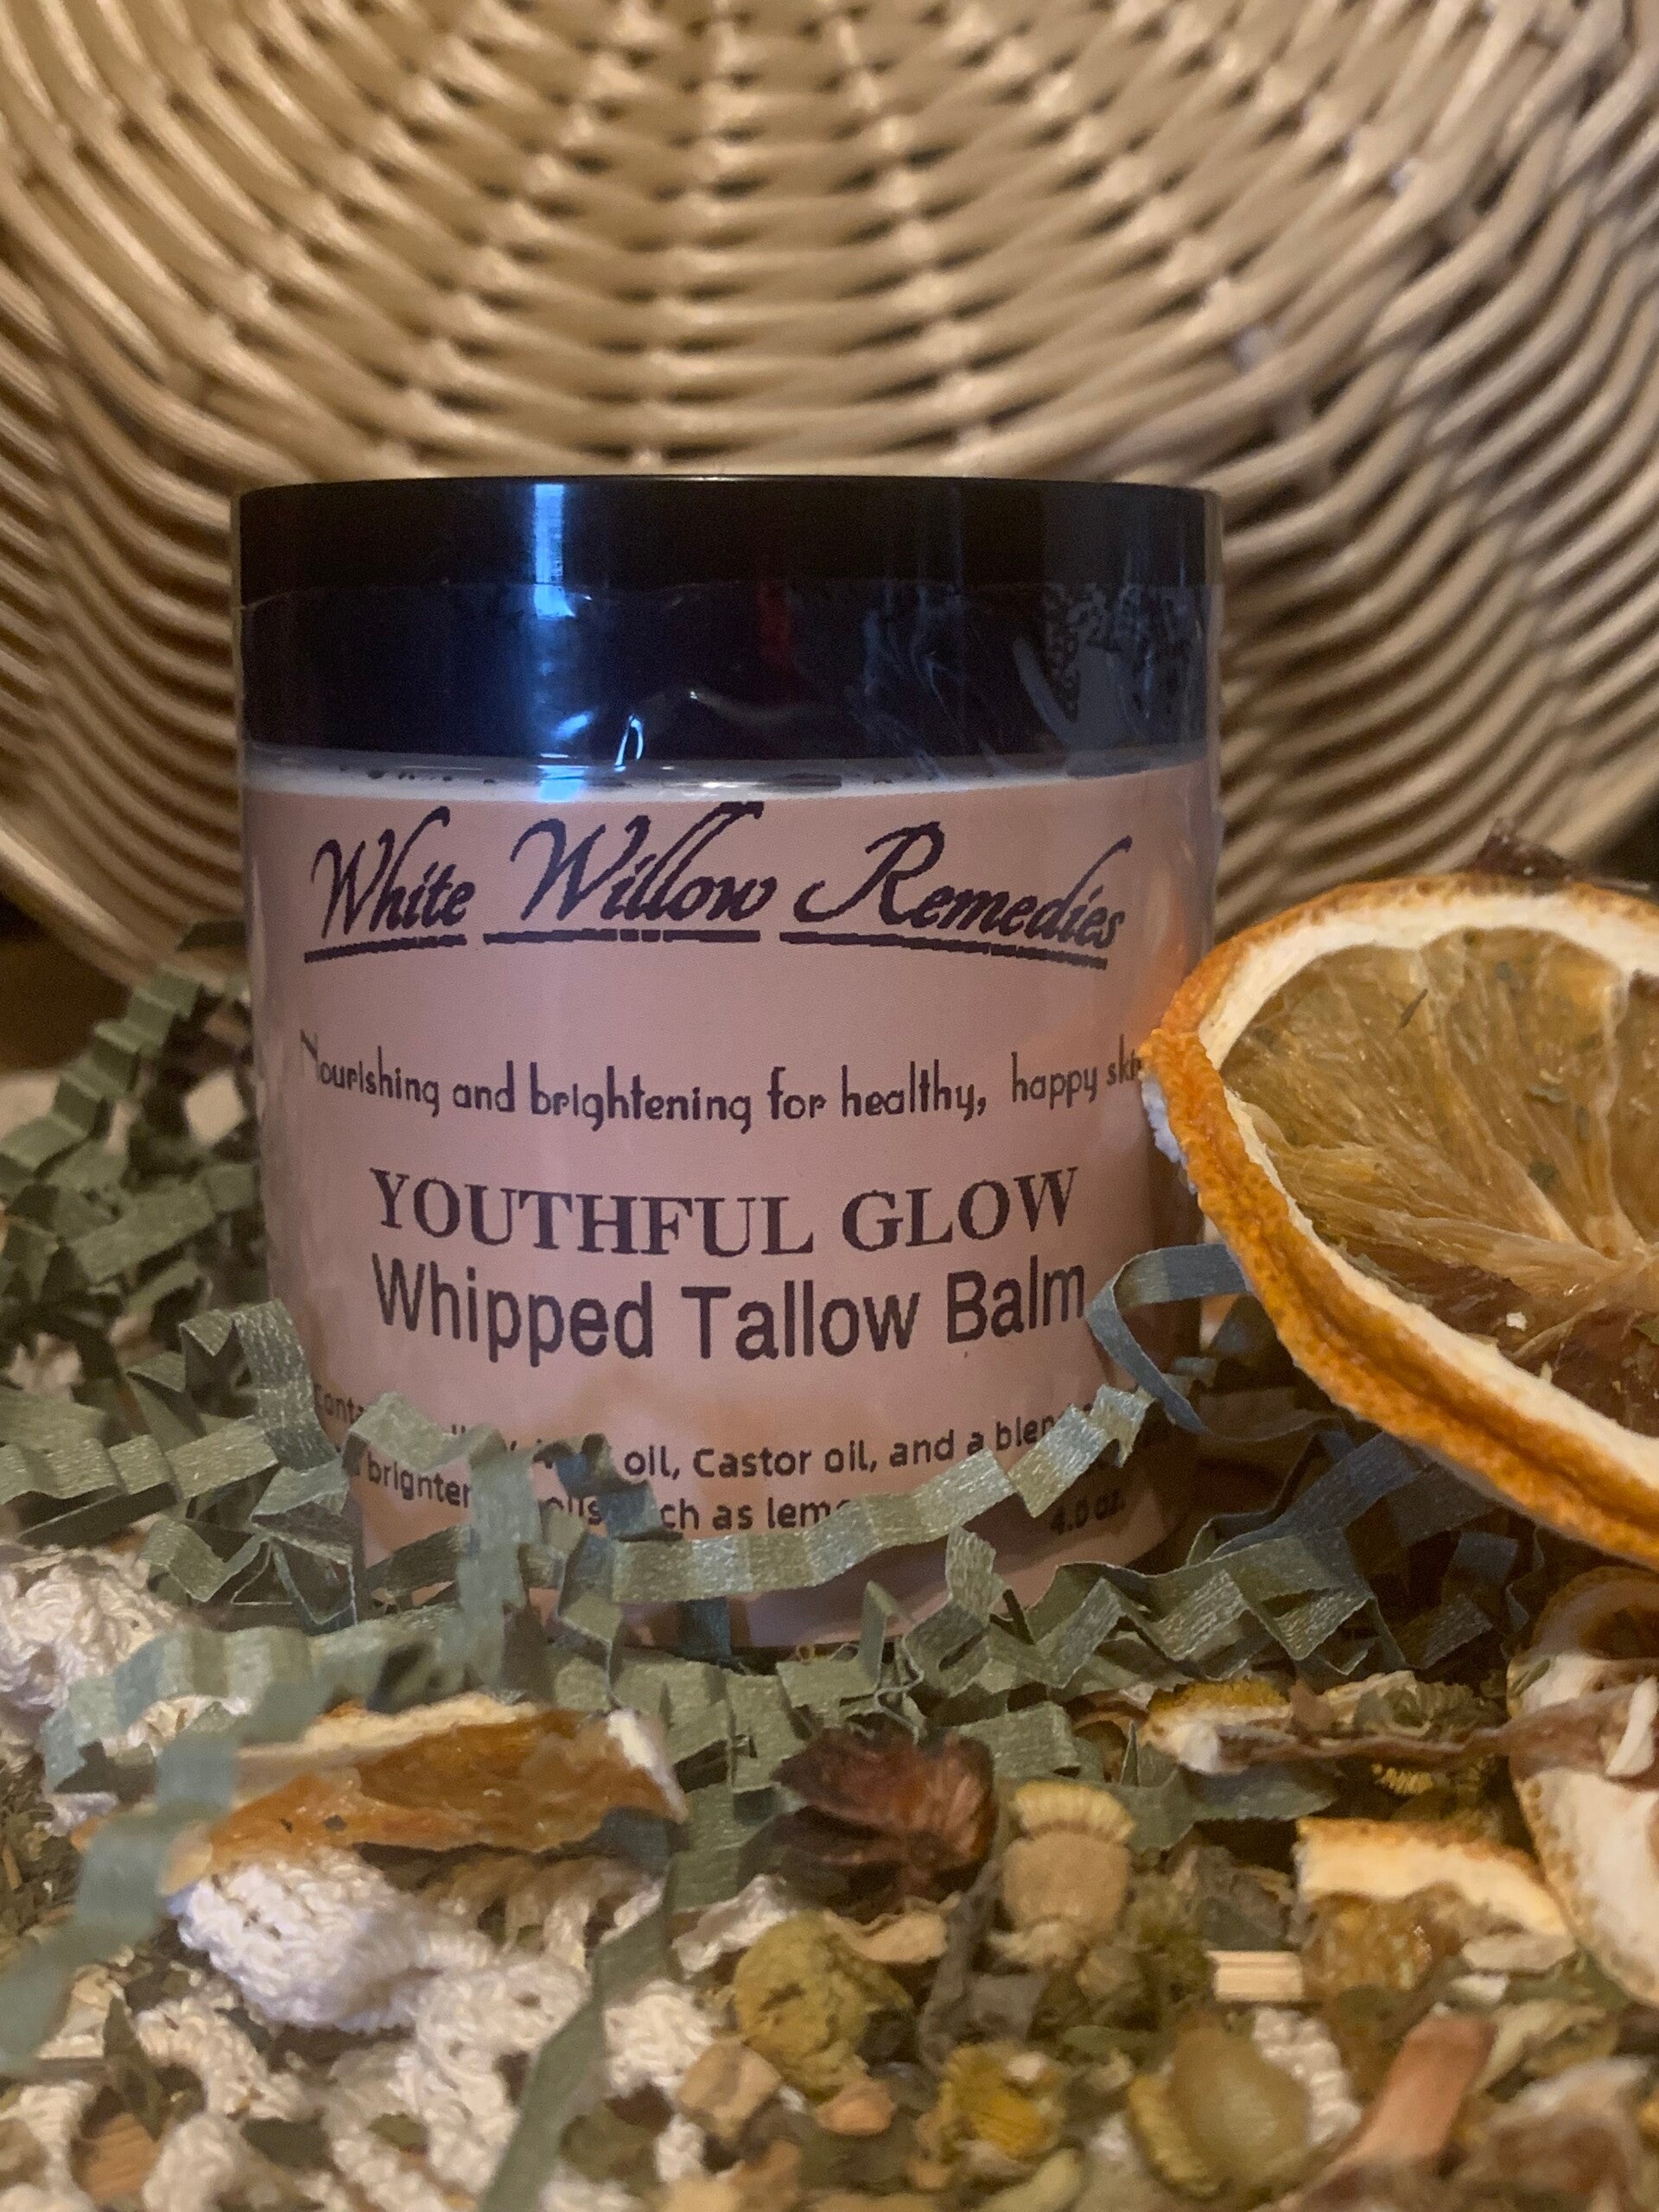 White Willow Remedies
Nourishing and brightening for healthy, happy
YOUTHFUL GLOW
Whipped Tallow Balm
oil, Castor oil, and a
as
4.0 oz.